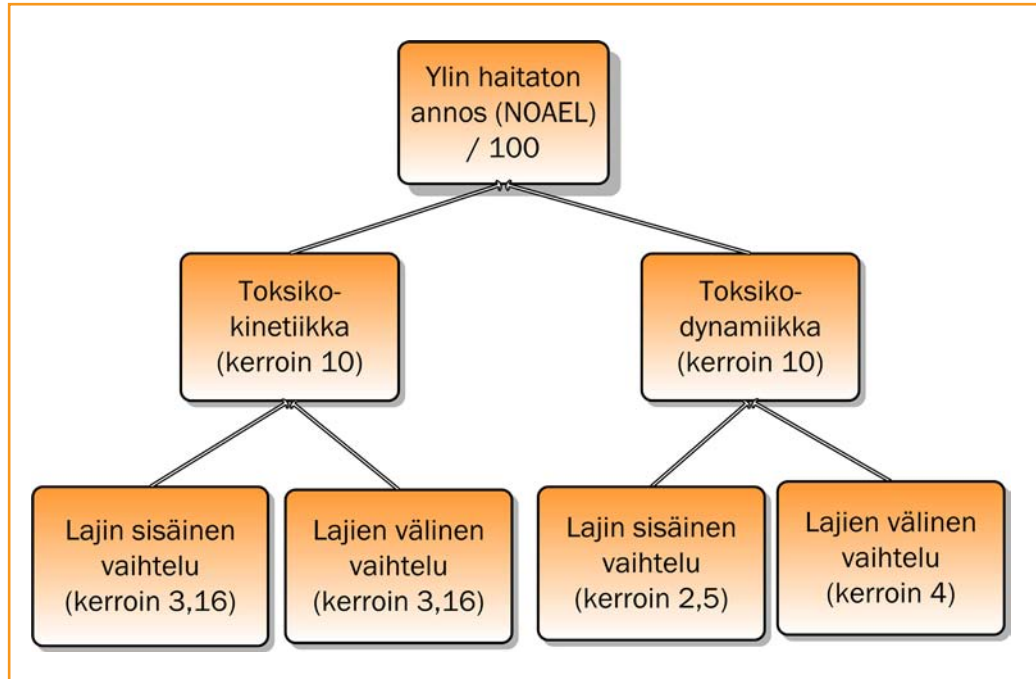 Ylin haitaton
annos (NOAEL)
/ 100
Toksiko-
kinetiikka
(kerroin 10)
Toksiko-
dynamiikka
(kerroin 10)
Lajin sisäinen
vaihtelu
(kerroin 3,16)
Lajien välinen
vaihtelu
(kerroin 3,16)
Lajin sisäinen
vaihtelu
(kerroin 2,5)
Lajien välinen
vaihtelu
(kerroin 4)